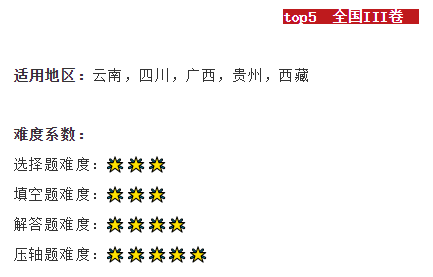 top5 全国III卷
适用地区：云南，四川，广西，贵州，西藏
难度系数：
选择题难度：
填空题难度：
解答题难度：
压轴题难度：